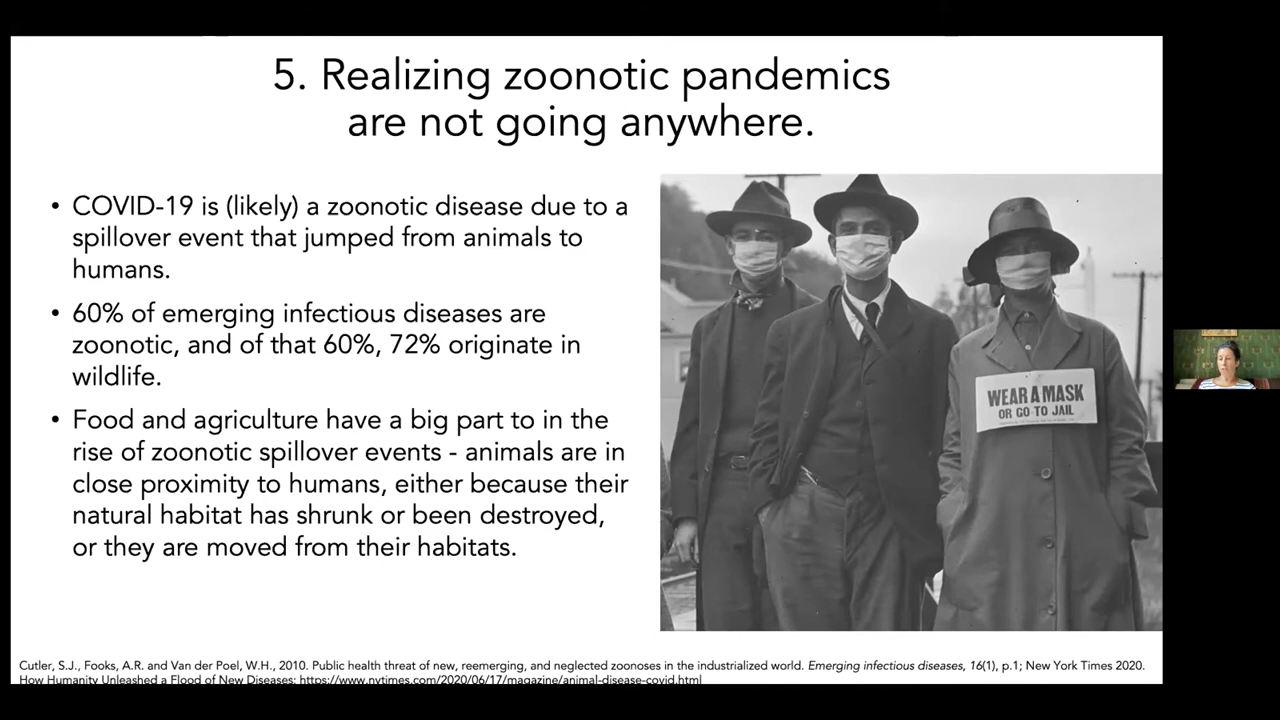 5. Realizing zoonotic pandemics
are not going anywhere.
• COVID-19 is (likely) a zoonotic disease due to a
spillover event that jumped from animals to
humans.
• 60% of emerging infectious diseases are
zoonotic, and of that 60%, 72% originate in
wildlife.
• Food and agriculture have a big part to in the
rise of zoonotic spillover events - animals are in
close proximity to humans, either because their
natural habitat has shrunk or been destroyed,
or they are moved from their habitats.
WEAR A MASK
OR GO TO JAIL
Cutler, S.J., Fooks, A.R. and Van der Poel, W.H., 2010. Public health threat of new, reemerging, and neglected zoonoses in the industrialized world. Emerging infectious diseases, 16(1), p.1; New York Times 2020.
How Humanity Unleashed a Flood of New Diseases: https://www.nytimes.com/2020/06/17/magazine/animal-disease-covid.html